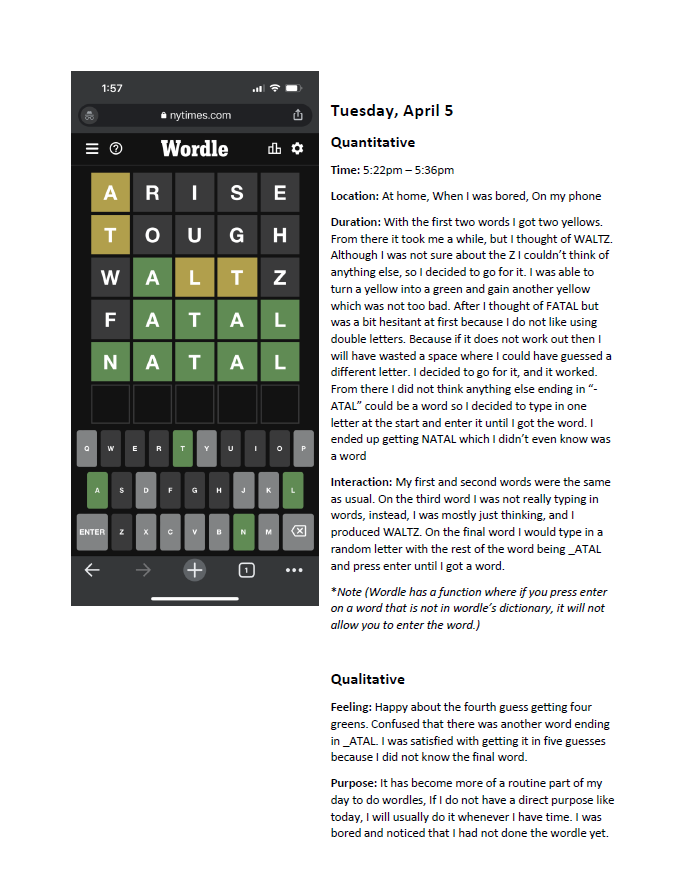 1:57
nytimes.com
Wordle
A R I S E
T O U G H
W A L T Z
F A T A L
N A T A L
Q W E R T Y U I O P
A S D F G H J K L
ENTER Z X C V B N M
1
Tuesday, April 5
Quantitative
Time: 5:22pm – 5:36pm
Location: At home, When I was bored, On my phone
Duration: With the first two words I got two yellows.
From there it took me a while, but I thought of WALTZ.
Although I was not sure about the Z I couldn’t think of
anything else, so I decided to go for it. I was able to
turn a yellow into a green and gain another yellow
which was not too bad. After I thought of FATAL but
was a bit hesitant at first because I do not like using
double letters. Because if it does not work out then I
will have wasted a space where I could have guessed a
different letter. I decided to go for it, and it worked.
From there I did not think anything else ending in “-
ATAL” could be a word so I decided to type in one
letter at the start and enter it until I got the word. I
ended up getting NATAL which I didn’t even know was
a word
Interaction: My first and second words were the same
as usual. On the third word I was not really typing in
words, instead, I was mostly just thinking, and I
produced WALTZ. On the final word I would type in a
random letter with the rest of the word being _ATAL
and press enter until I got a word.
*Note (Wordle has a function where if you press enter
on a word that is not in wordle’s dictionary, it will not
allow you to enter the word.)
Qualitative
Feeling: Happy about the fourth guess getting four
greens. Confused that there was another word ending
in _ATAL. I was satisfied with getting it in five guesses
because I did not know the final word.
Purpose: It has become more of a routine part of my
day to do wordles, If I do not have a direct purpose like
today, I will usually do it whenever I have time. I was
bored and noticed that I had not done the wordle yet.